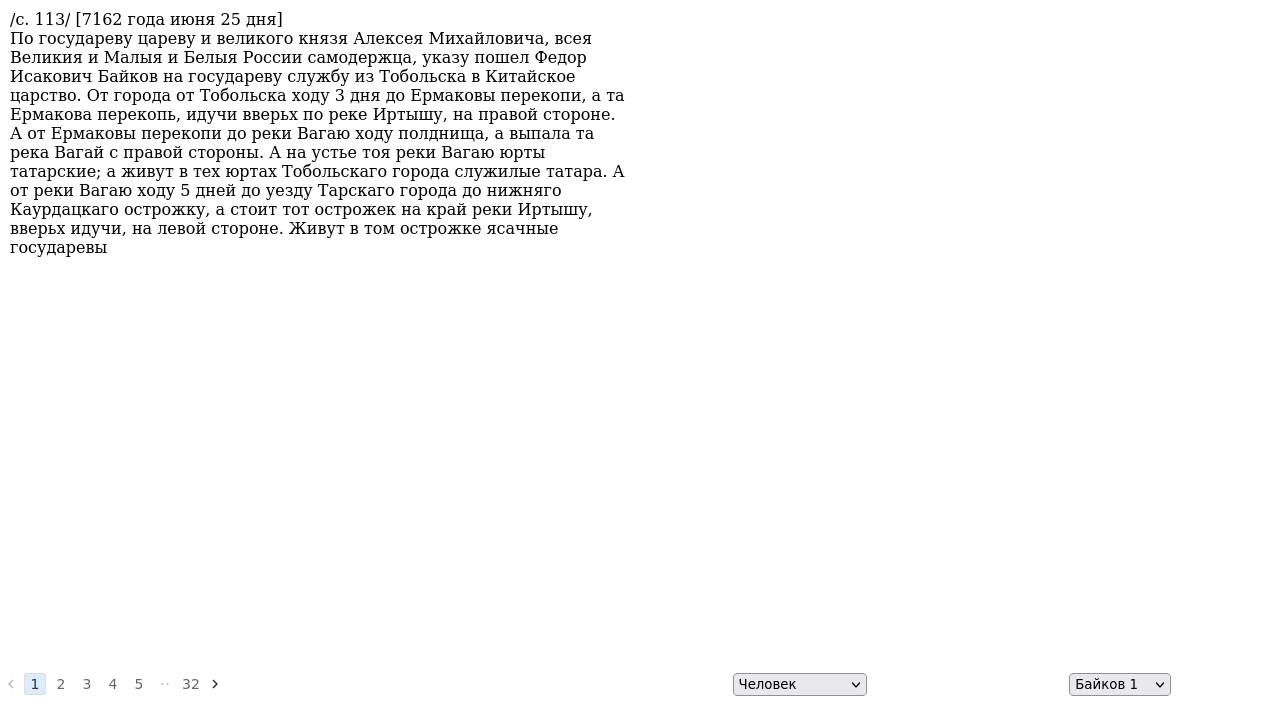 /с. 113/ [7162 года июня 25 дня]
По государеву цареву и великого князя Алексея Михайловича, всея
Великия и Малыя и Белыя России самодержца, указу пошел Федор
Исакович Байков на государеву службу из Тобольска в Китайское
царство. От города от Тобольска ходу 3 дня до Ермаковы перекопи, а та
Ермакова перекопь, идучи вверьх по реке Иртышу, на правой стороне.
А от Ермаковы перекопи до реки Вагаю ходу полднища, а выпала та
река Вагай с правой стороны. А на устье тоя реки Вагаю юрты
татарские; а живут в тех юртах Тобольскаго города служилые татара. А
от реки Вагаю ходу 5 дней до уезду Тарскаго города до нижняго
Каурдацкаго острожку, а стоит тот острожек на край реки Иртышу,
вверьх идучи, на левой стороне. Живут в том острожке ясачные
государевы
1 2 3 4 5 ·· 32 Человек Байков 1